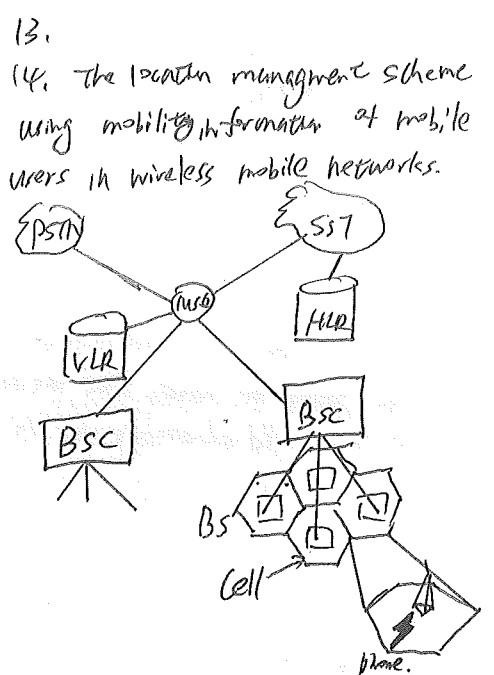 13.
14. The location managment scheme
using mobility information of mobile
users in wireless mobile networks.
PSTN
SS7
MSC
HLR
VLR
BSC
BSC
BS
Cell
phone.